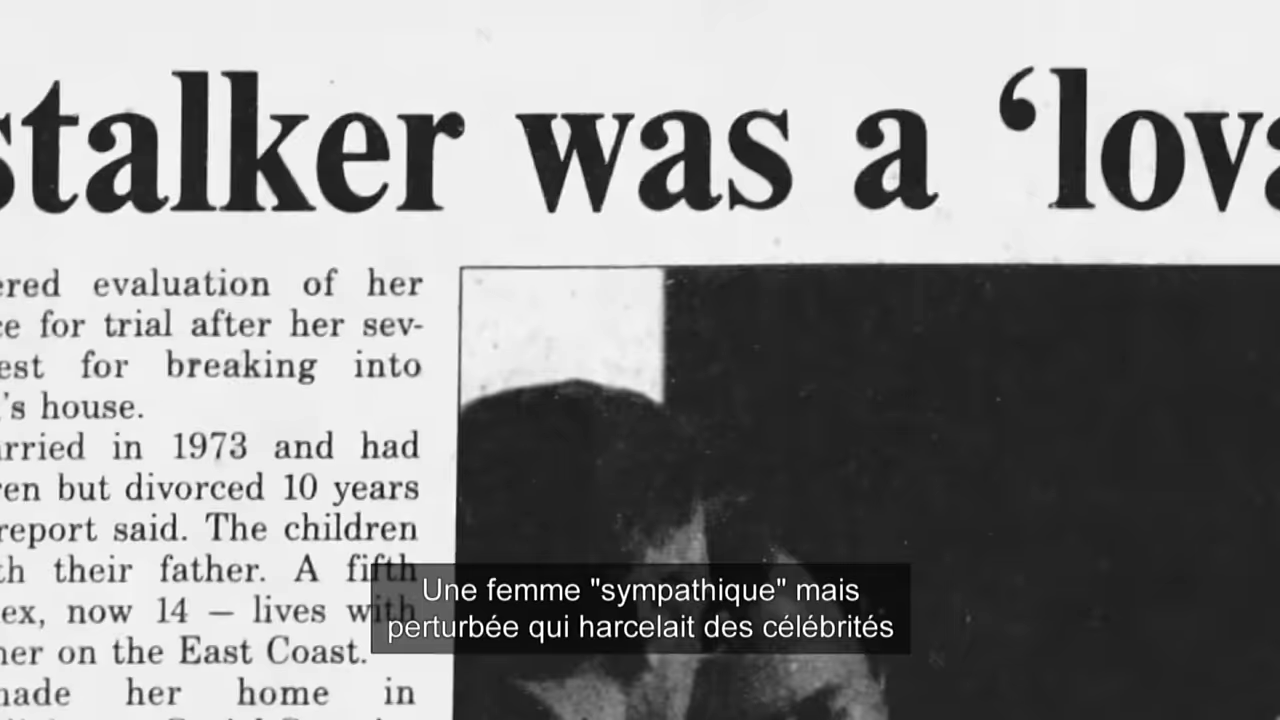 stalker was a ‘lova
ered evaluation of her
ce for trial after her sev-
est for breaking into
's house.
arried in 1973 and had
ren but divorced 10 years
report said. The children
th their father. A fifth
ex, now 14 — lives with
her on the East Coast.
made her home in
Une femme "sympathique" mais
perturbée qui harcelait des célébrités